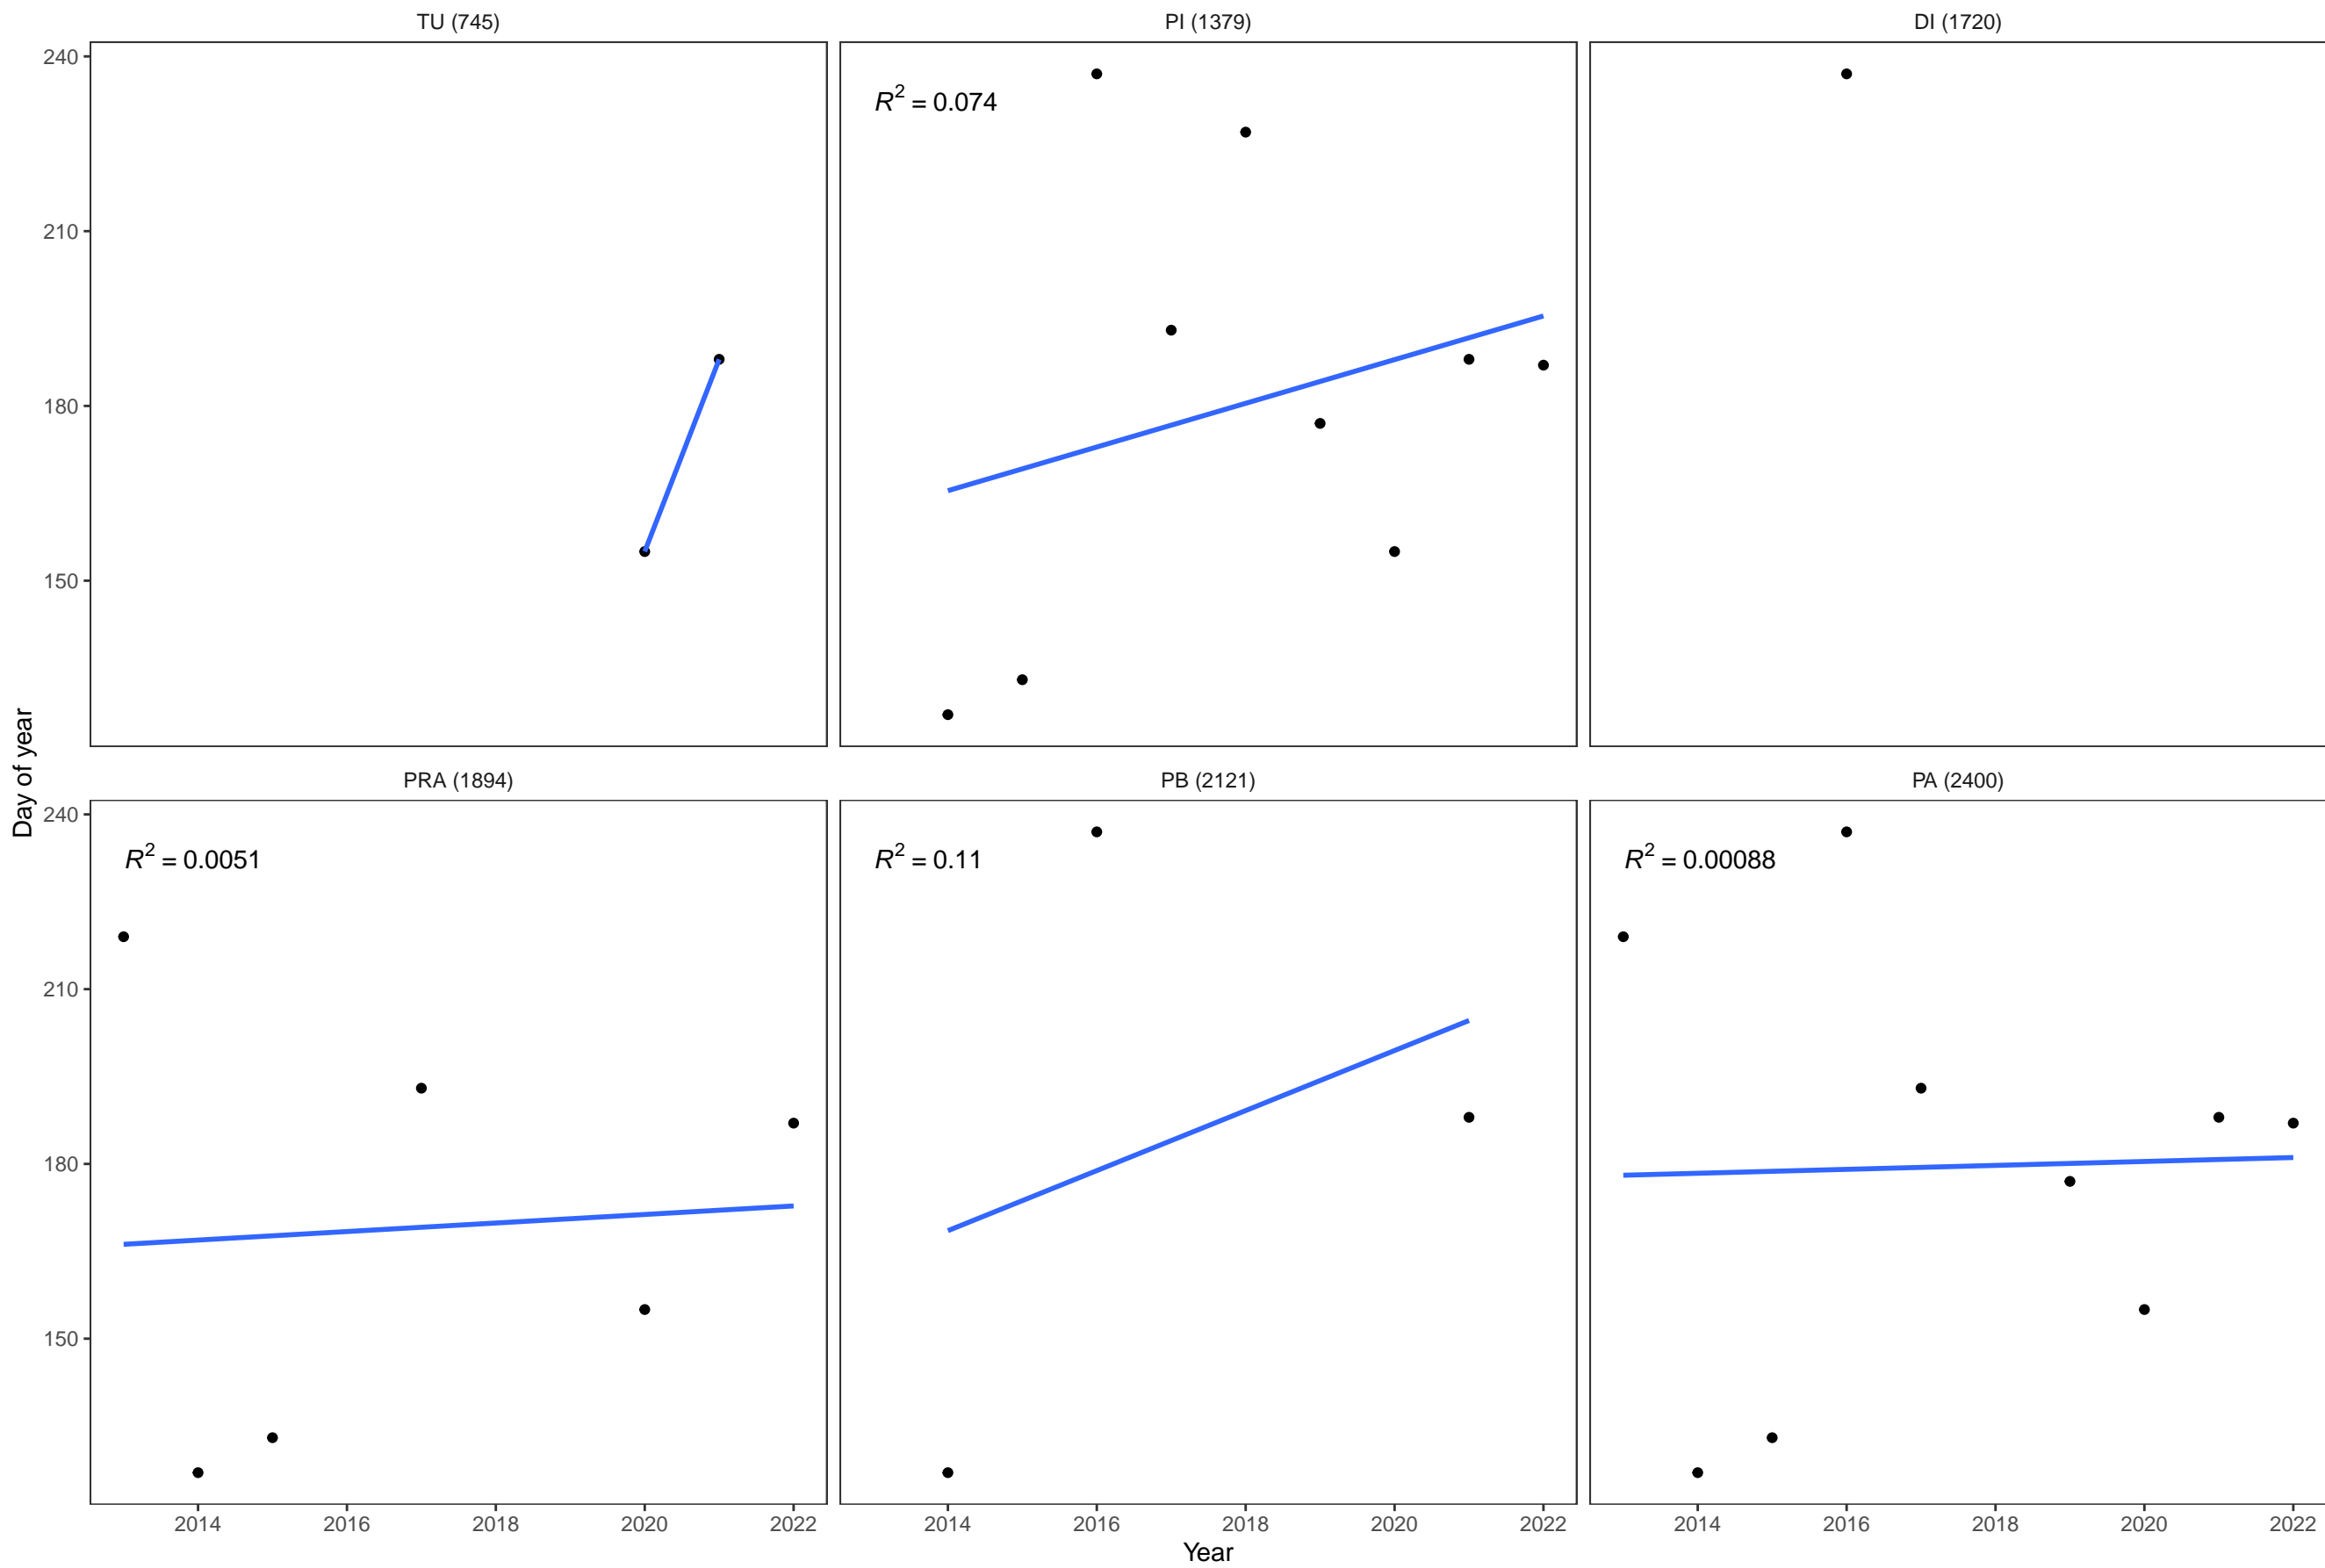 TU (745)
PI (1379)
DI (1720)
240
210
180
150
R² = 0.074
PRA (1894)
PB (2121)
PA (2400)
240
210
180
150
R² = 0.0051
R² = 0.11
R² = 0.00088
2014 2016 2018 2020 2022
2014 2016 2018 2020 2022
2014 2016 2018 2020 2022
Day of year
Year